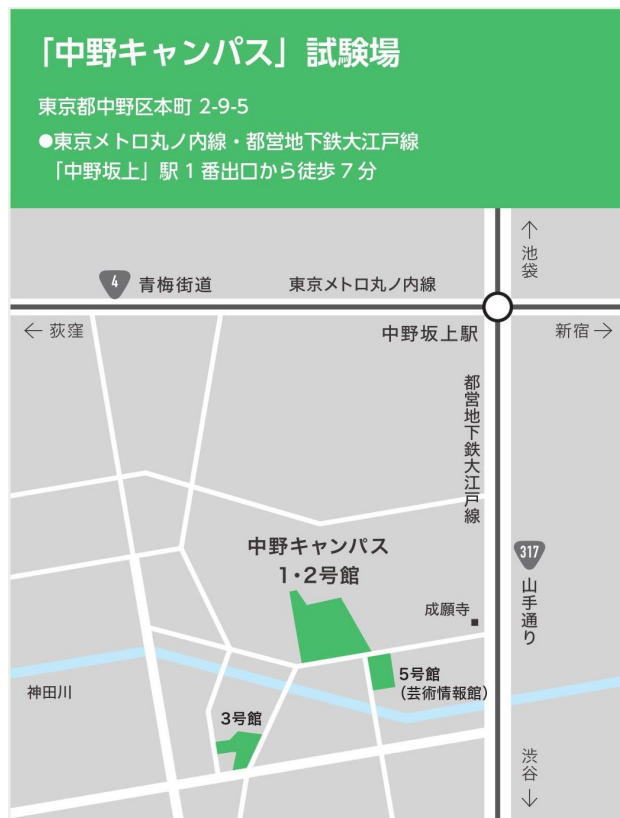 「中野キャンパス」試験場
東京都中野区本町 2-9-5
●東京メトロ丸ノ内線・都営地下鉄大江戸線
「中野坂上」駅 1 番出口から徒歩 7 分
↑
池袋
4
青梅街道
東京メトロ丸ノ内線
← 荻窪
中野坂上駅
新宿 →
都営地下鉄大江戸線
中野キャンパス
1・2号館
317
山手通り
成願寺
5号館
（芸術情報館）
神田川
3号館
渋谷
↓